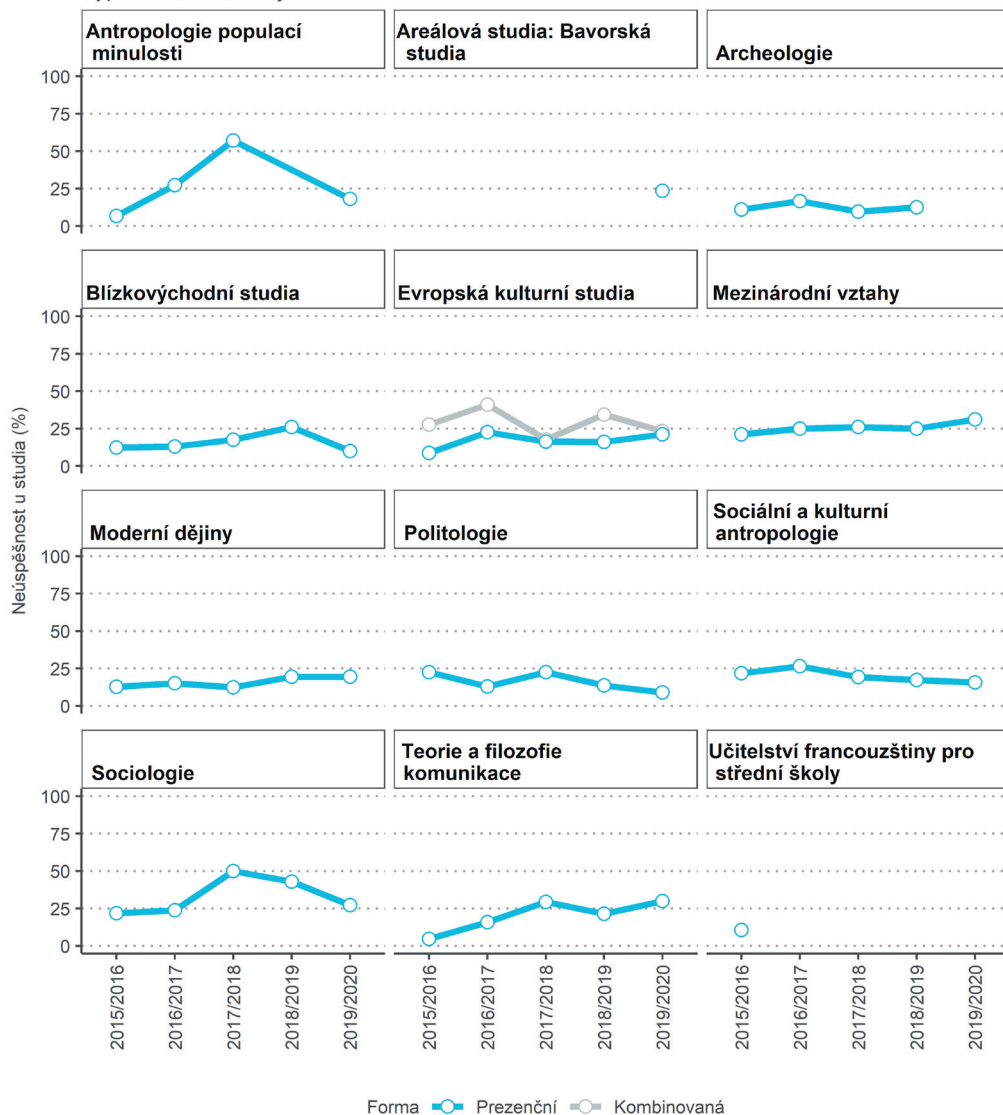 Antropologie populací
minulosti
Areálová studia: Bavorská
studia
Archeologie
100
75
50
25
0
Blízkovýchodní studia
Evropská kulturní studia
Mezinárodní vztahy
100
75
50
25
0
Neúspěšnost u studia (%)
Moderní dějiny
Politologie
Sociální a kulturní
antropologie
100
75
50
25
0
Sociologie
Teorie a filozofie
komunikace
Učitelství francouzštiny pro
střední školy
100
75
50
25
0
2015/2016
2016/2017
2017/2018
2018/2019
2019/2020
2015/2016
2016/2017
2017/2018
2018/2019
2019/2020
2015/2016
2016/2017
2017/2018
2018/2019
2019/2020
Forma Prezenční Kombinovaná